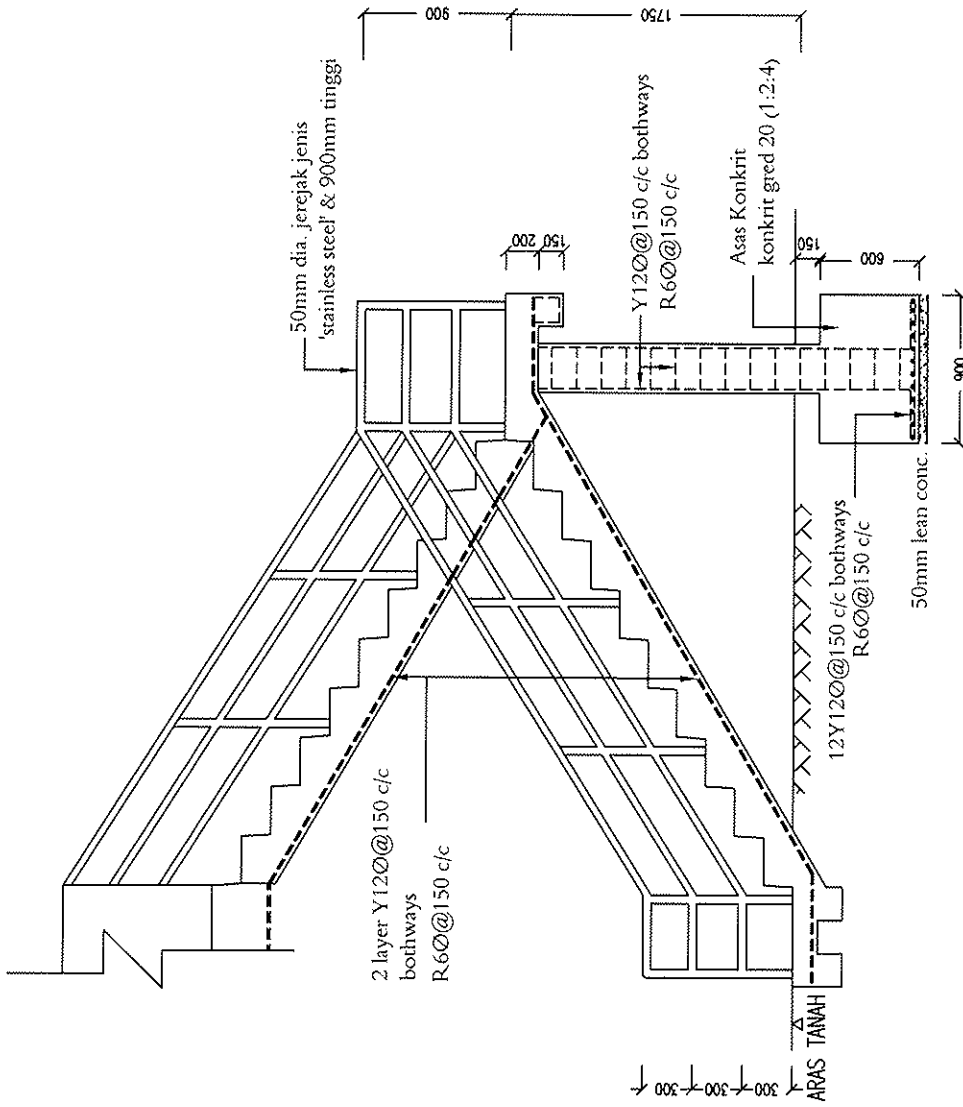 50mm dia. jerejak jenis
'stainless steel' & 900mm tinggi
900
1750
200
150
Y12Ø@150 c/c bothways
R6Ø@150 c/c
Asas Konkrit
konkrit gred 20 (1:2:4)
150
600
900
2 layer Y12Ø@150 c/c
bothways
R6Ø@150 c/c
12Y12Ø@150 c/c bothways
R6Ø@150 c/c
50mm lean conc.
300
300
300
ARAS TANAH